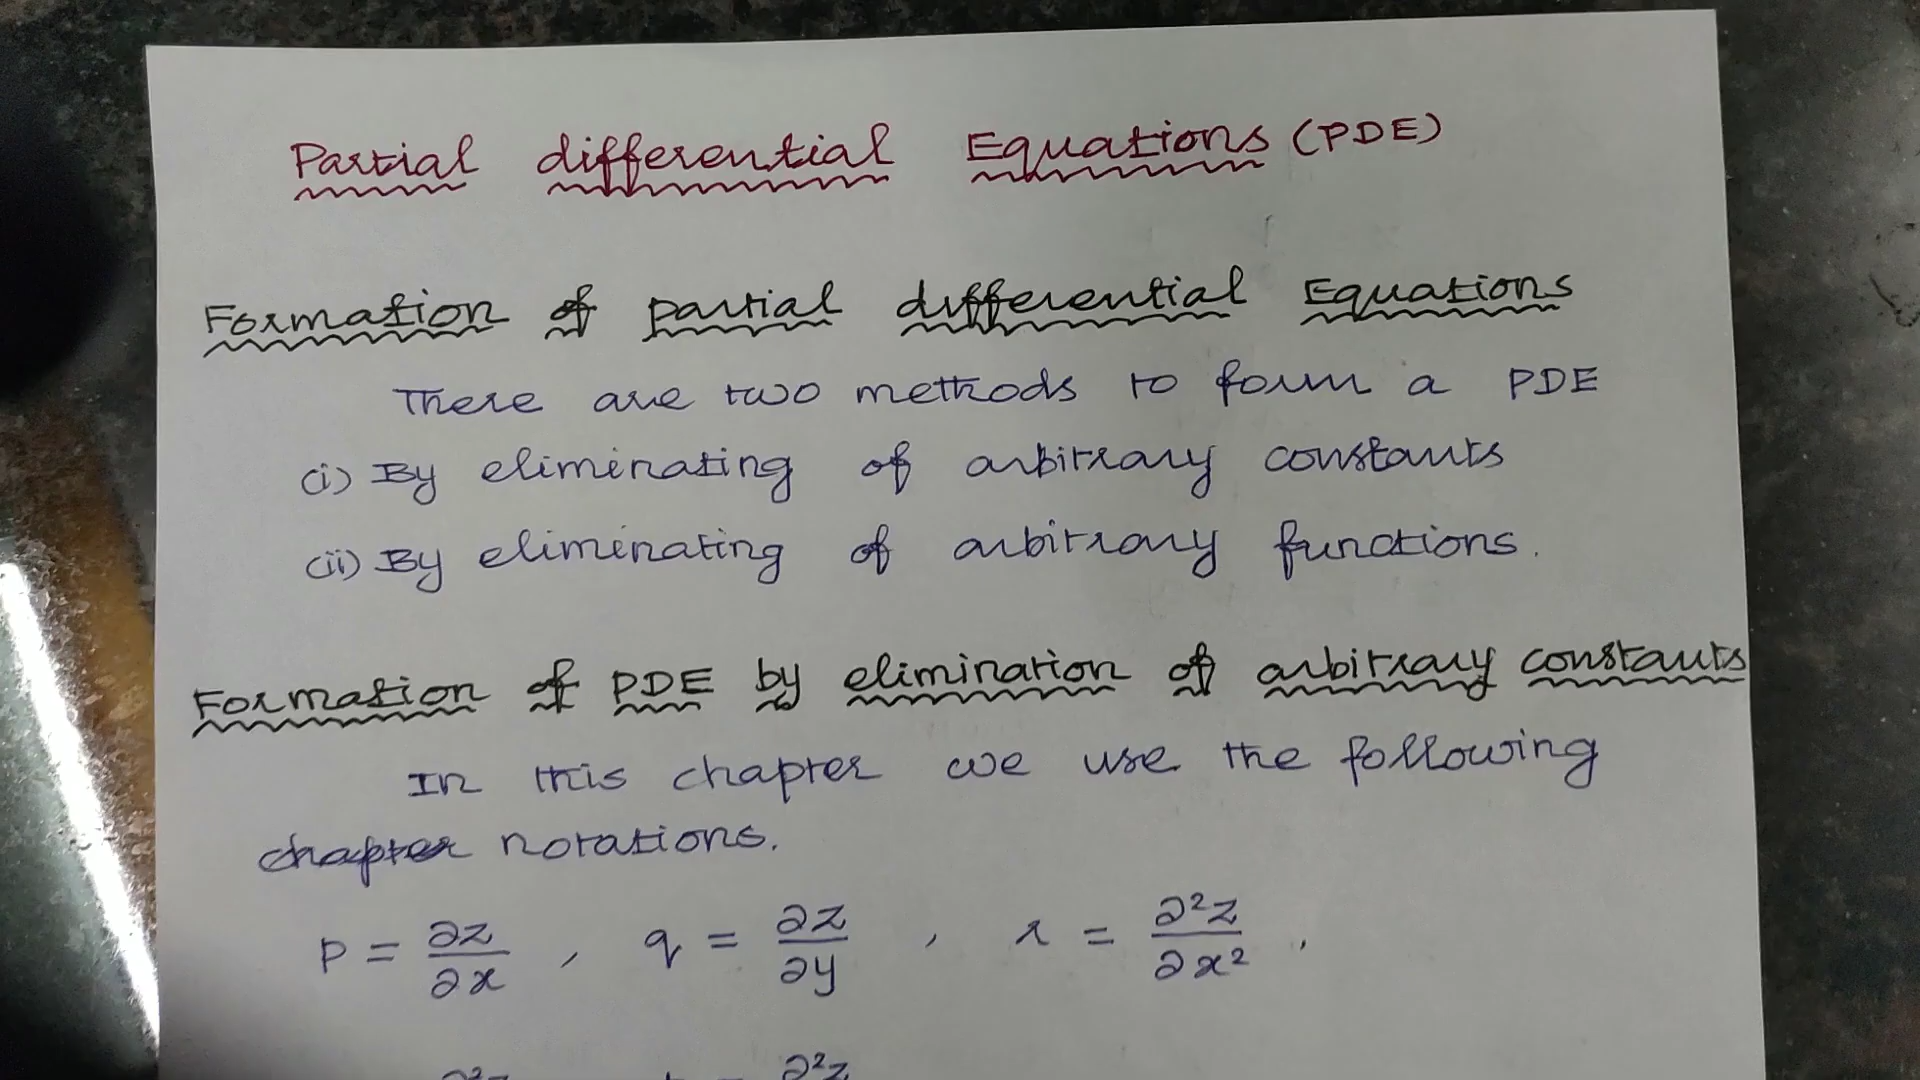 Partial differential Equations (PDE)
Formation of partial differential Equations
There are two methods to form a PDE
(i) By eliminating of arbitrary constants
(ii) By eliminating of arbitrary functions.
Formation of PDE by elimination of arbitrary constants
In this chapter we use the following
chapter notations.
p = ∂z/∂x , q = ∂z/∂y , r = ∂²z/∂x² ,
∂²z ∂²z